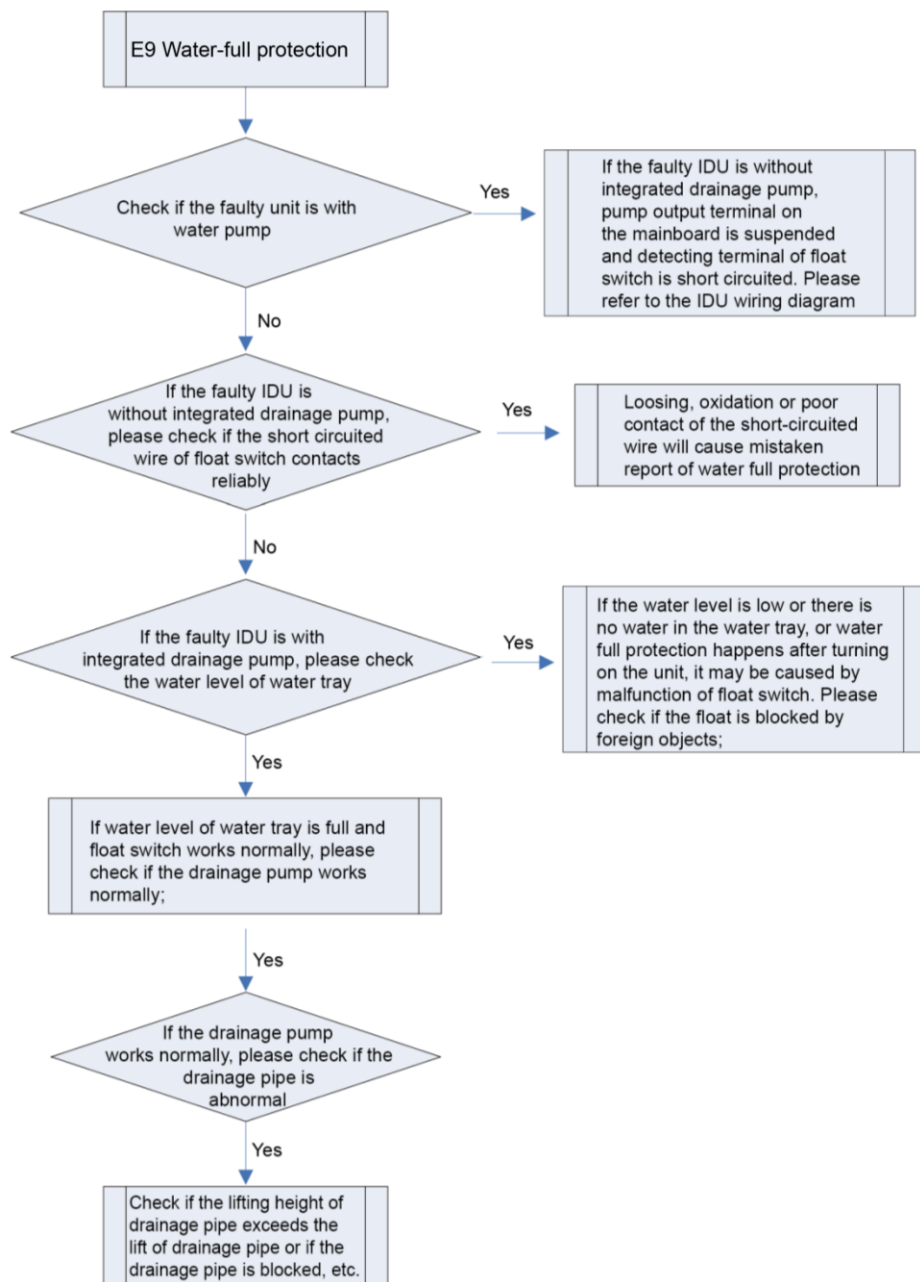 E9 Water-full protection
Check if the faulty unit is with
water pump
Yes
If the faulty IDU is without
integrated drainage pump,
pump output terminal on
the mainboard is suspended
and detecting terminal of float
switch is short circuited. Please
refer to the IDU wiring diagram
No
If the faulty IDU is
without integrated drainage pump,
please check if the short circuited
wire of float switch contacts
reliably
Yes
Loosing, oxidation or poor
contact of the short-circuited
wire will cause mistaken
report of water full protection
No
If the faulty IDU is with
integrated drainage pump, please check
the water level of water tray
Yes
If the water level is low or there is
no water in the water tray, or water
full protection happens after turning
on the unit, it may be caused by
malfunction of float switch. Please
check if the float is blocked by
foreign objects;
Yes
If water level of water tray is full and
float switch works normally, please
check if the drainage pump works
normally;
Yes
If the drainage pump
works normally, please check if the
drainage pipe is
abnormal
Yes
Check if the lifting height of
drainage pipe exceeds the
lift of drainage pipe or if the
drainage pipe is blocked, etc.